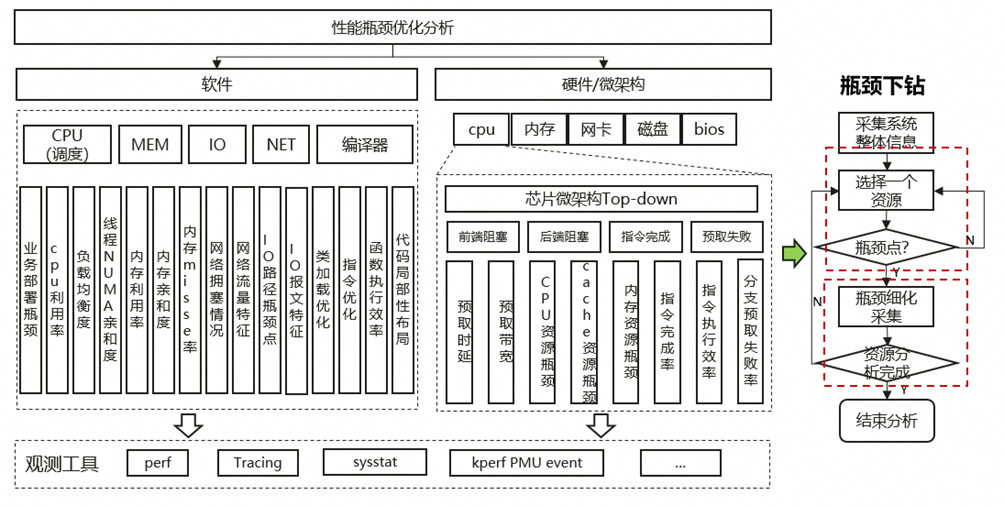 性能瓶颈优化分析
软件
硬件/微架构
CPU
(调度)
MEM
IO
NET
编译器
业务部署瓶颈
cpu利用率
负载均衡度
线程NUMA亲和度
内存利用率
内存亲和度
内存misse率
网络拥塞情况
网络流量特征
IO路径瓶颈点
IO报文特征
类加载优化
指令优化
函数执行效率
代码局部性布局
cpu
内存
网卡
磁盘
bios
芯片微架构Top-down
前端阻塞
后端阻塞
指令完成
预取失败
预取时延
预取带宽
CPU资源瓶颈
cache资源瓶颈
内存资源瓶颈
指令完成率
指令执行效率
分支预取失败率
观测工具
perf
Tracing
sysstat
kperf PMU event
...
瓶颈下钻
采集系统
整体信息
选择一个
资源
瓶颈点?
N
Y
瓶颈细化
采集
N
资源分
析完成
Y
结束分析